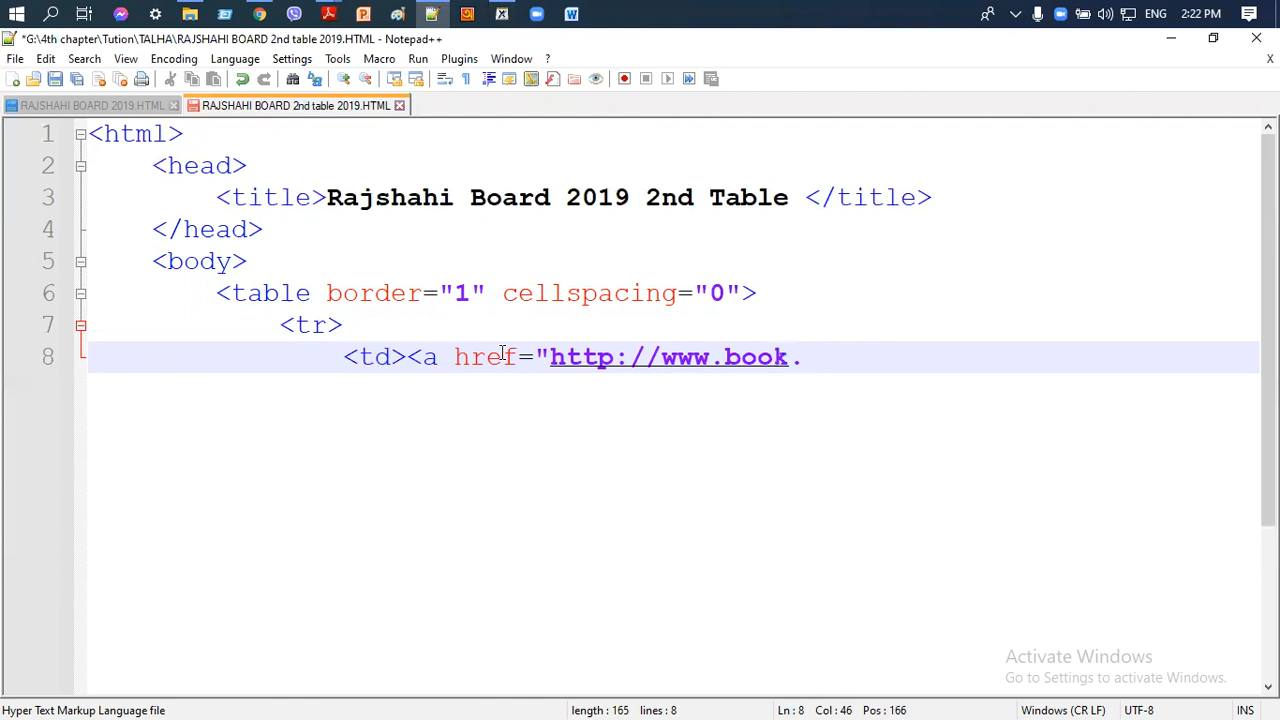 ENG 2:22 PM
*G:\4th chapter\Tution\TALHA\RAJSHAHI BOARD 2nd table 2019.HTML - Notepad++
File Edit Search View Encoding Language Settings Tools Macro Run Plugins Window ? X
RAJSHAHI BOARD 2019.HTML RAJSHAHI BOARD 2nd table 2019.HTML
1 <html>
2 <head>
3 <title>Rajshahi Board 2019 2nd Table </title>
4 </head>
5 <body>
6 <table border="1" cellspacing="0">
7 <tr>
8 <td><a href="http://www.book.
Activate Windows
Go to Settings to activate Windows.
Hyper Text Markup Language file length : 165 lines : 8 Ln : 8 Col : 46 Pos : 166 Windows (CR LF) UTF-8 INS